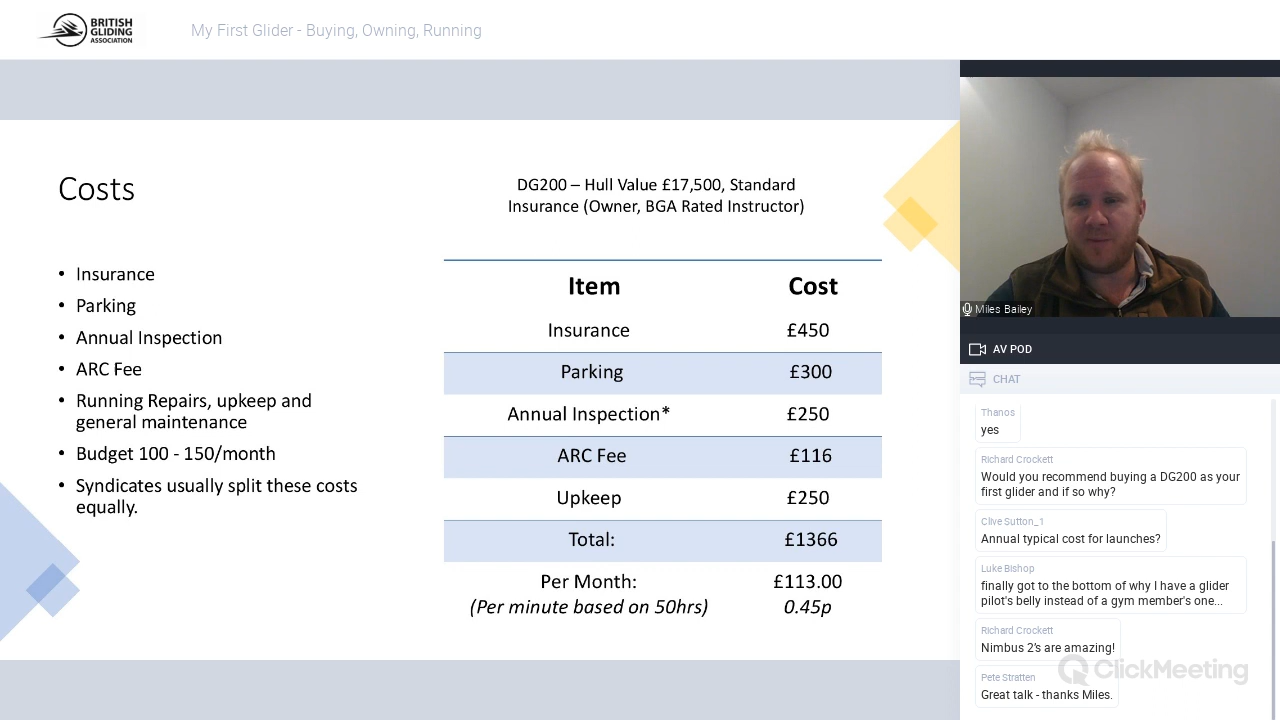 BRITISH
GLIDING
ASSOCIATION
My First Glider - Buying, Owning, Running
Costs
• Insurance
• Parking
• Annual Inspection
• ARC Fee
• Running Repairs, upkeep and
general maintenance
• Budget 100 - 150/month
• Syndicates usually split these costs
equally.
DG200 – Hull Value £17,500, Standard
Insurance (Owner, BGA Rated Instructor)
Item Cost
Insurance £450
Parking £300
Annual Inspection* £250
ARC Fee £116
Upkeep £250
Total: £1366
Per Month: £113.00
(Per minute based on 50hrs) 0.45p
Miles Bailey
AV POD
CHAT
Thanos
yes
Richard Crockett
Would you recommend buying a DG200 as your
first glider and if so why?
Clive Sutton_1
Annual typical cost for launches?
Luke Bishop
finally got to the bottom of why I have a glider
pilot's belly instead of a gym member's one...
Richard Crockett
Nimbus 2's are amazing!
Pete Stratten
Great talk - thanks Miles.
ClickMeeting